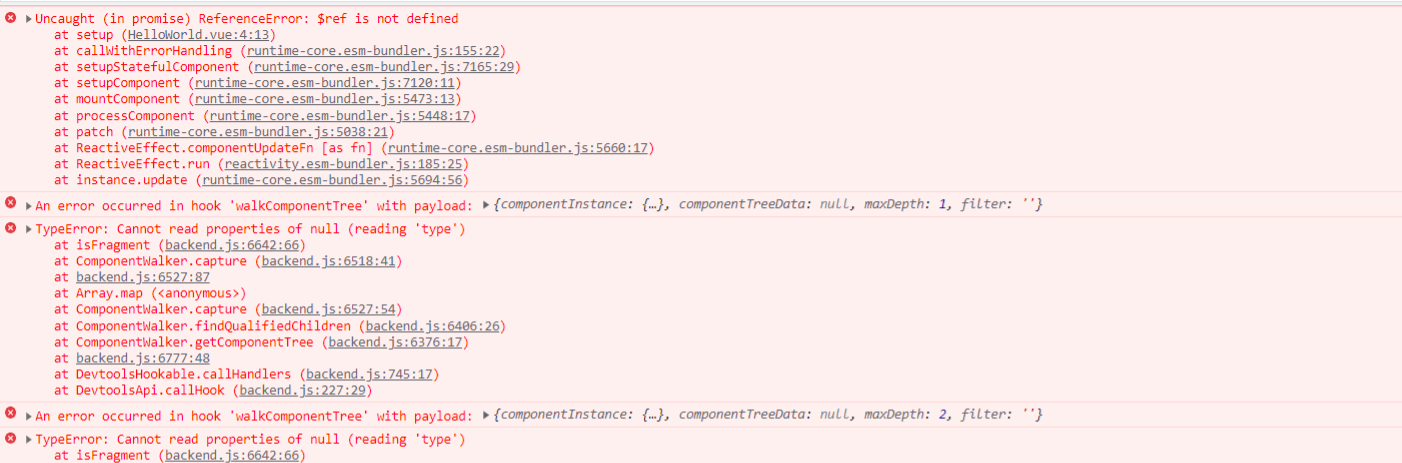 Uncaught (in promise) ReferenceError: $ref is not defined
at setup (HelloWorld.vue:4:13)
at callWithErrorHandling (runtime-core.esm-bundler.js:155:22)
at setupStatefulComponent (runtime-core.esm-bundler.js:7165:29)
at setupComponent (runtime-core.esm-bundler.js:7120:11)
at mountComponent (runtime-core.esm-bundler.js:5473:13)
at processComponent (runtime-core.esm-bundler.js:5448:17)
at patch (runtime-core.esm-bundler.js:5038:21)
at ReactiveEffect.componentUpdateFn [as fn] (runtime-core.esm-bundler.js:5660:17)
at ReactiveEffect.run (reactivity.esm-bundler.js:185:25)
at instance.update (runtime-core.esm-bundler.js:5694:56)
An error occurred in hook 'walkComponentTree' with payload: {componentInstance: {…}, componentTreeData: null, maxDepth: 1, filter: ''}
TypeError: Cannot read properties of null (reading 'type')
at isFragment (backend.js:6642:66)
at ComponentWalker.capture (backend.js:6518:41)
at backend.js:6527:87
at Array.map (<anonymous>)
at ComponentWalker.capture (backend.js:6527:54)
at ComponentWalker.findQualifiedChildren (backend.js:6406:26)
at ComponentWalker.getComponentTree (backend.js:6376:17)
at backend.js:6777:48
at DevtoolsHookable.callHandlers (backend.js:745:17)
at DevtoolsApi.callHook (backend.js:227:29)
An error occurred in hook 'walkComponentTree' with payload: {componentInstance: {…}, componentTreeData: null, maxDepth: 2, filter: ''}
TypeError: Cannot read properties of null (reading 'type')
at isFragment (backend.js:6642:66)